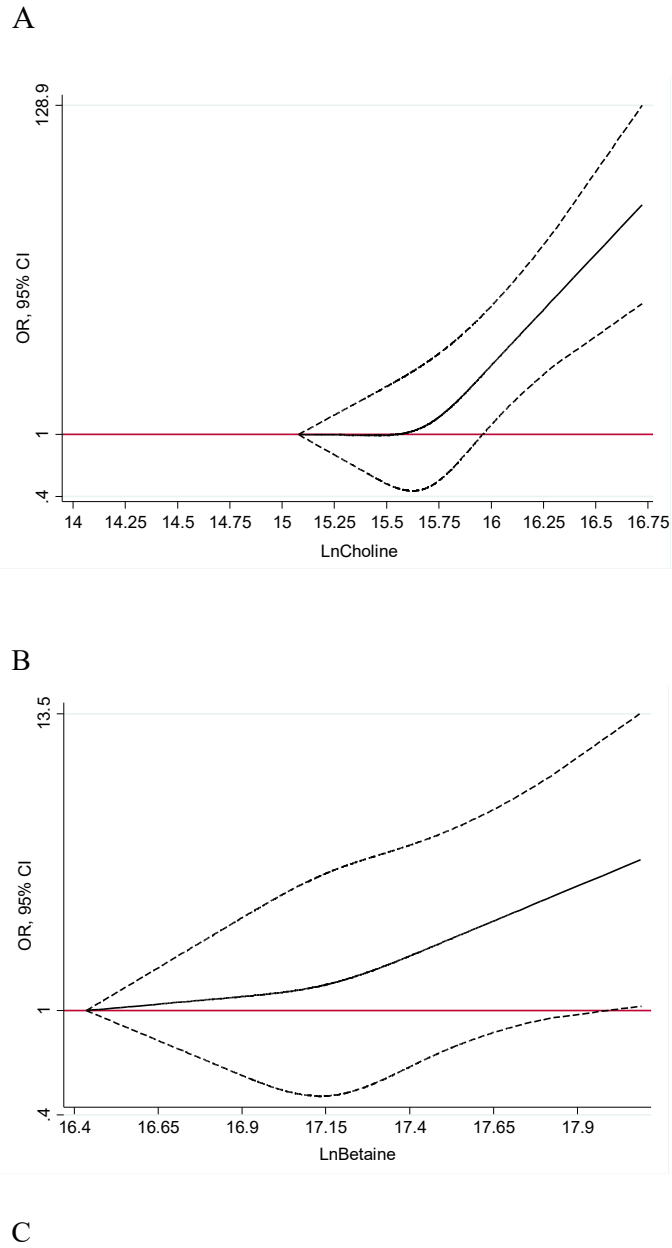 A
128.9
OR, 95% CI
1
.4
14 14.25 14.5 14.75 15 15.25 15.5 15.75 16 16.25 16.5 16.75
LnCholine
B
13.5
OR, 95% CI
1
.4
16.4 16.65 16.9 17.15 17.4 17.65 17.9
LnBetaine
C